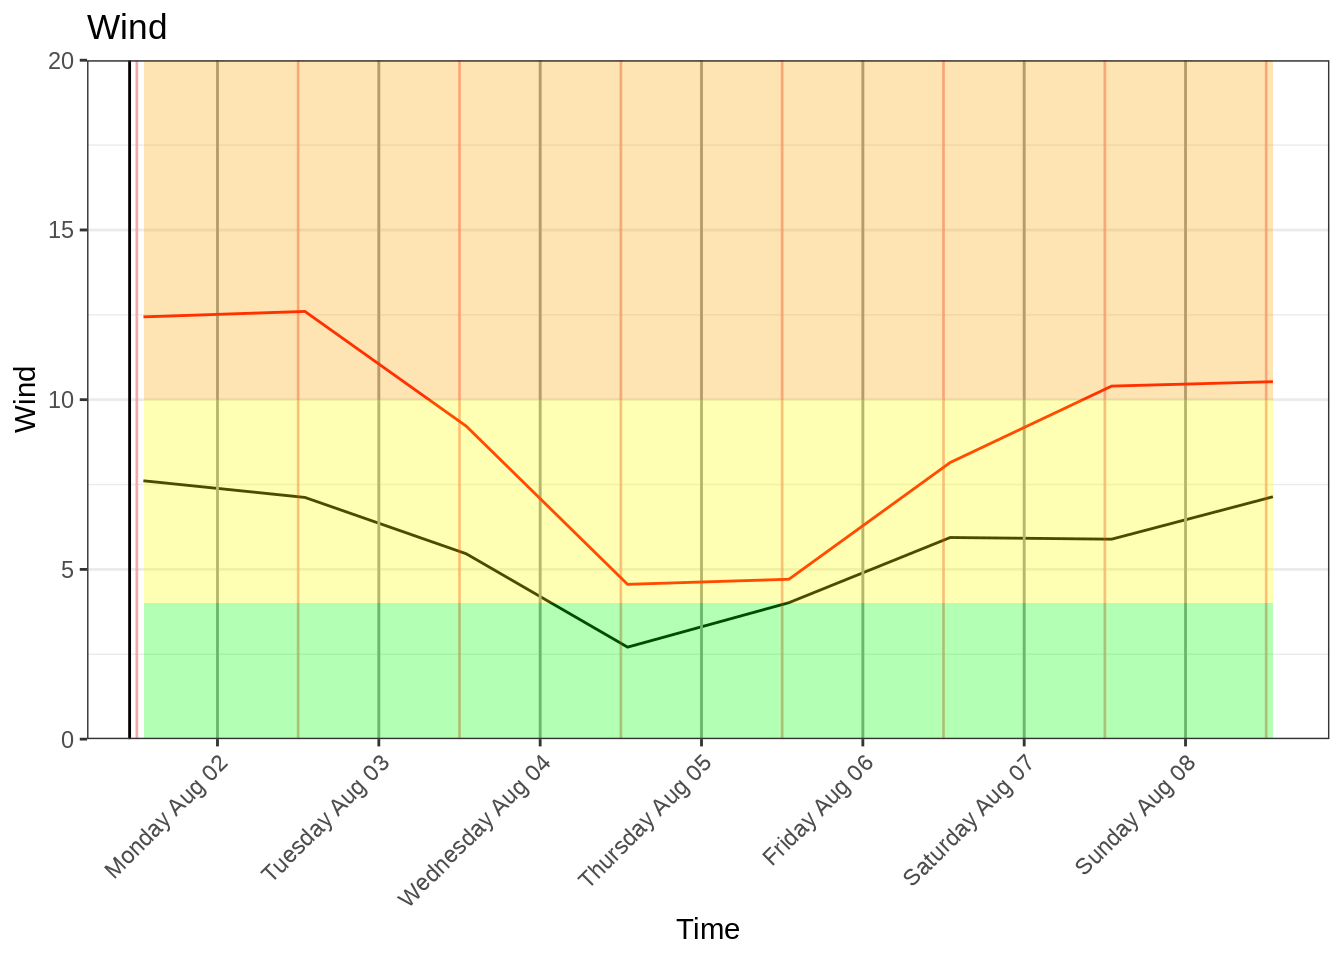 Wind
20
15
10
5
0
Wind
Monday Aug 02
Tuesday Aug 03
Wednesday Aug 04
Thursday Aug 05
Friday Aug 06
Saturday Aug 07
Sunday Aug 08
Time